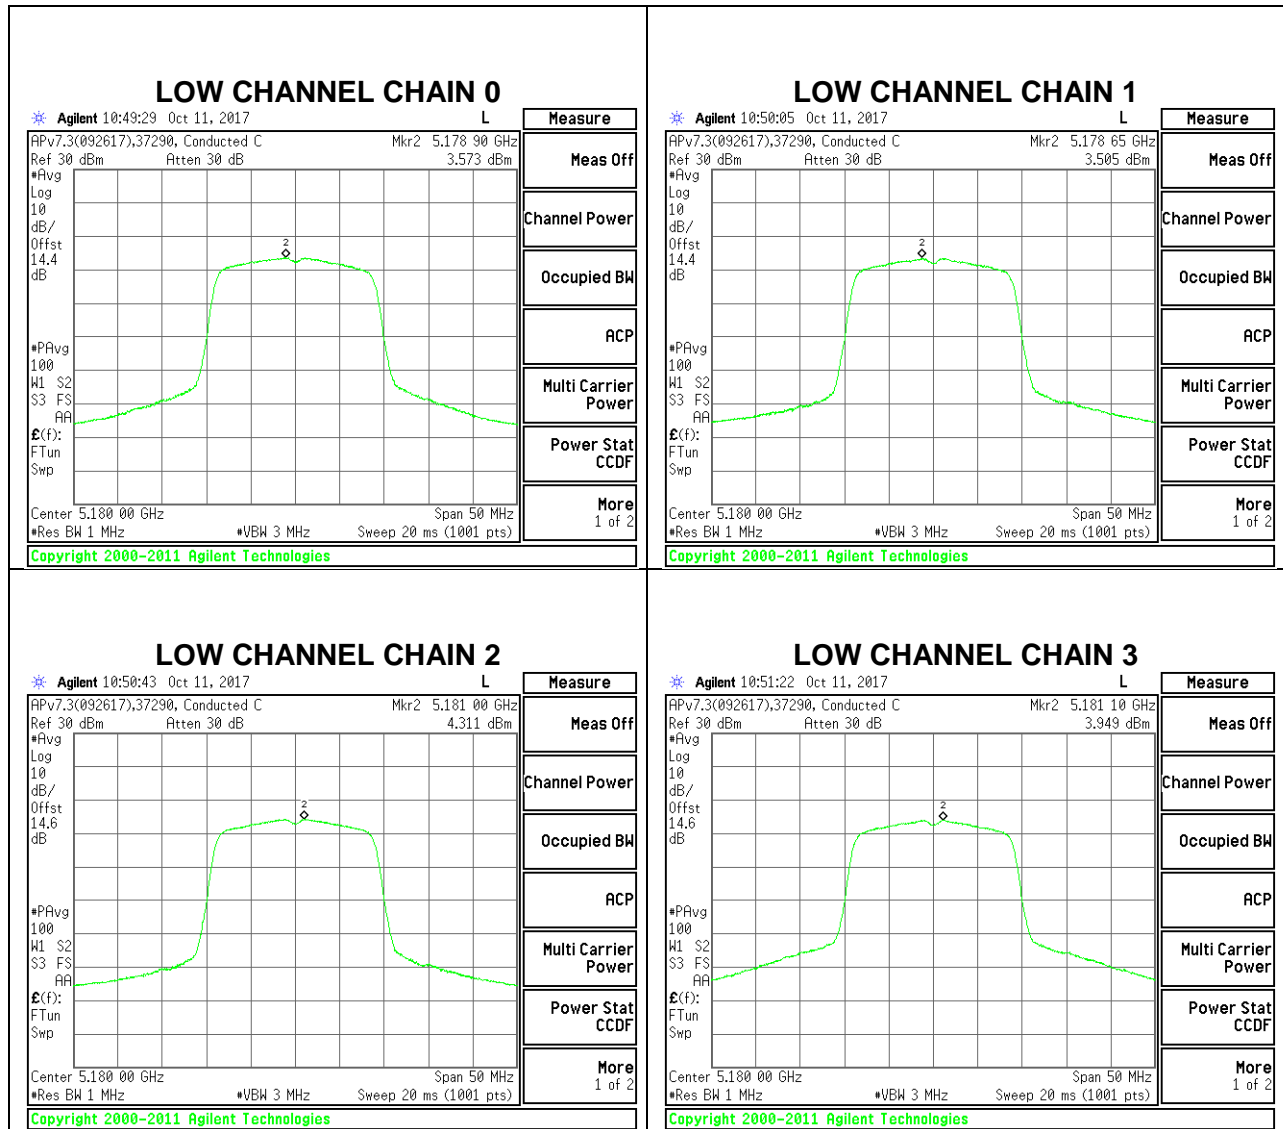 LOW CHANNEL CHAIN 0
Agilent 10:49:29 Oct 11, 2017 L Measure
APv7.3(092617),37290, Conducted C Mkr2 5.178 90 GHz
Ref 30 dBm Atten 30 dB 3.573 dBm Meas Off
#Avg
Log
10
dB/
Offst
14.4
dB
2
Channel Power
Occupied BW
ACP
#PAvg
100
W1 S2
S3 FS
AA
£(f):
FTun
Swp
Multi Carrier
Power
Power Stat
CCDF
More
1 of 2
Center 5.180 00 GHz Span 50 MHz
#Res BW 1 MHz #VBW 3 MHz Sweep 20 ms (1001 pts)
Copyright 2000-2011 Agilent Technologies
LOW CHANNEL CHAIN 1
Agilent 10:50:05 Oct 11, 2017 L Measure
APv7.3(092617),37290, Conducted C Mkr2 5.178 65 GHz
Ref 30 dBm Atten 30 dB 3.505 dBm Meas Off
#Avg
Log
10
dB/
Offst
14.4
dB
2
Channel Power
Occupied BW
ACP
#PAvg
100
W1 S2
S3 FS
AA
£(f):
FTun
Swp
Multi Carrier
Power
Power Stat
CCDF
More
1 of 2
Center 5.180 00 GHz Span 50 MHz
#Res BW 1 MHz #VBW 3 MHz Sweep 20 ms (1001 pts)
Copyright 2000-2011 Agilent Technologies
LOW CHANNEL CHAIN 2
Agilent 10:50:43 Oct 11, 2017 L Measure
APv7.3(092617),37290, Conducted C Mkr2 5.181 00 GHz
Ref 30 dBm Atten 30 dB 4.311 dBm Meas Off
#Avg
Log
10
dB/
Offst
14.6
dB
2
Channel Power
Occupied BW
ACP
#PAvg
100
W1 S2
S3 FS
AA
£(f):
FTun
Swp
Multi Carrier
Power
Power Stat
CCDF
More
1 of 2
Center 5.180 00 GHz Span 50 MHz
#Res BW 1 MHz #VBW 3 MHz Sweep 20 ms (1001 pts)
Copyright 2000-2011 Agilent Technologies
LOW CHANNEL CHAIN 3
Agilent 10:51:22 Oct 11, 2017 L Measure
APv7.3(092617),37290, Conducted C Mkr2 5.181 10 GHz
Ref 30 dBm Atten 30 dB 3.949 dBm Meas Off
#Avg
Log
10
dB/
Offst
14.6
dB
2
Channel Power
Occupied BW
ACP
#PAvg
100
W1 S2
S3 FS
AA
£(f):
FTun
Swp
Multi Carrier
Power
Power Stat
CCDF
More
1 of 2
Center 5.180 00 GHz Span 50 MHz
#Res BW 1 MHz #VBW 3 MHz Sweep 20 ms (1001 pts)
Copyright 2000-2011 Agilent Technologies